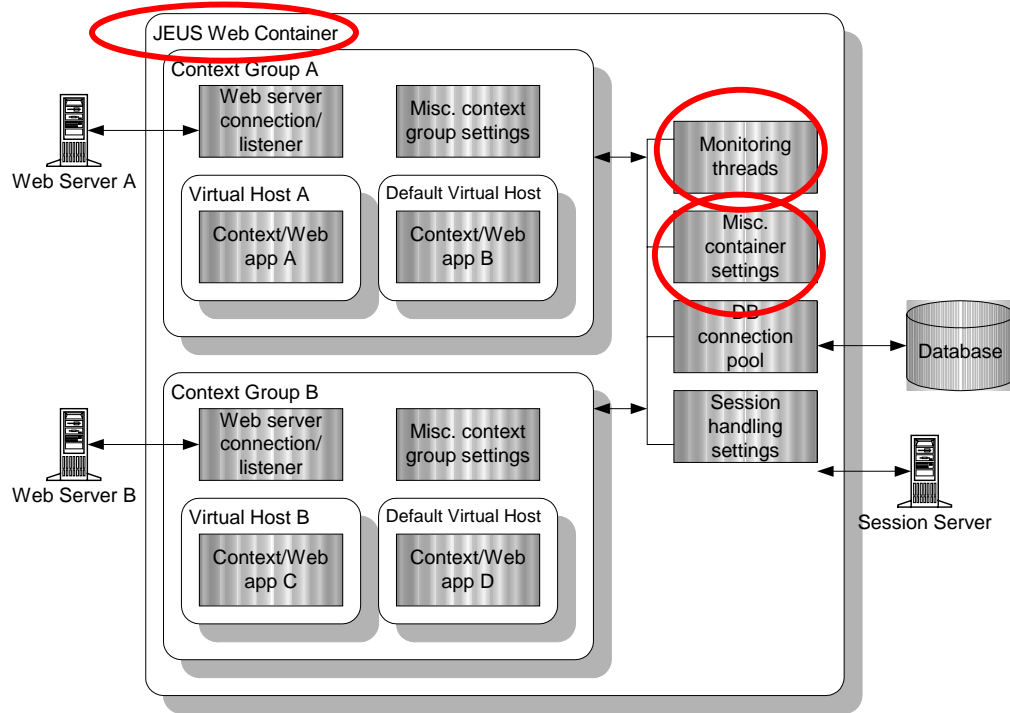 JEUS Web Container
Context Group A
Web server
connection/
listener
Misc. context
group settings
Web Server A
Virtual Host A
Context/Web
app A
Default Virtual Host
Context/Web
app B
Monitoring
threads
Misc.
container
settings
DB
connection
pool
Database
Session
handling
settings
Session Server
Context Group B
Web server
connection/
listener
Misc. context
group settings
Web Server B
Virtual Host B
Context/Web
app C
Default Virtual Host
Context/Web
app D